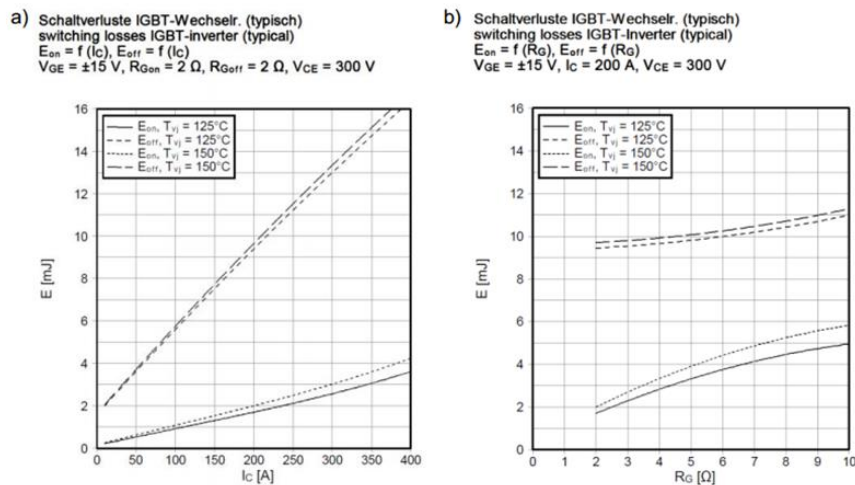 a) Schaltverluste IGBT-Wechselr. (typisch)
switching losses IGBT-inverter (typical)
Eon = f (IC), Eoff = f (IC)
VGE = ±15 V, RGon = 2 Ω, RGoff = 2 Ω, VCE = 300 V
16
14
12
10
8
6
4
2
0
E [mJ]
Eon, Tvj = 125°C
Eoff, Tvj = 125°C
Eon, Tvj = 150°C
Eoff, Tvj = 150°C
0 50 100 150 200 250 300 350 400
IC [A]
b) Schaltverluste IGBT-Wechselr. (typisch)
switching losses IGBT-Inverter (typical)
Eon = f (RG), Eoff = f (RG)
VGE = ±15 V, IC = 200 A, VCE = 300 V
16
14
12
10
8
6
4
2
0
E [mJ]
Eon, Tvj = 125°C
Eoff, Tvj = 125°C
Eon, Tvj = 150°C
Eoff, Tvj = 150°C
0 1 2 3 4 5 6 7 8 9 10
RG [Ω]